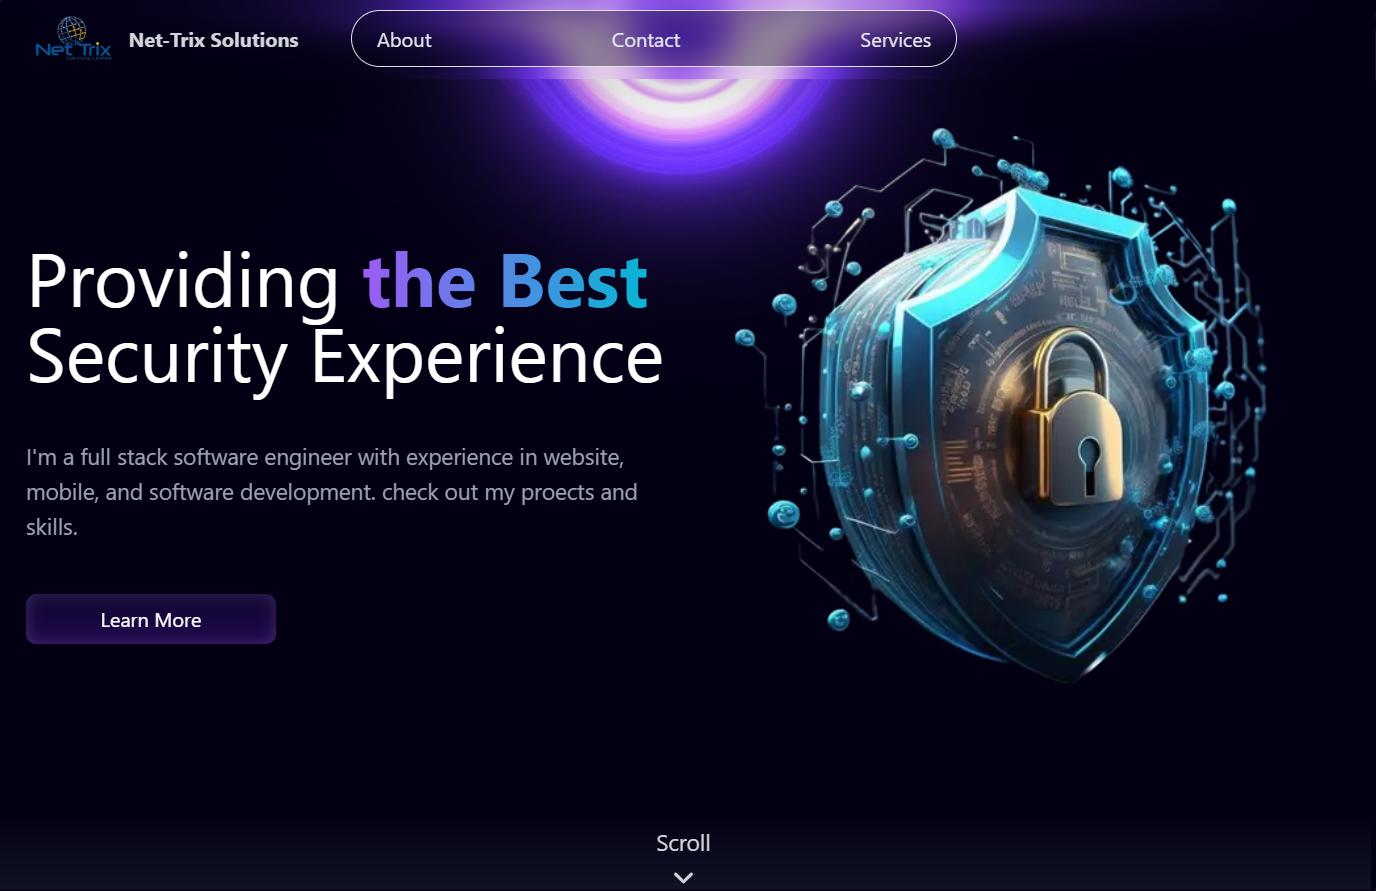 Net Trix
Net-Trix Solutions
About
Contact
Services
Providing the Best
Security Experience
I'm a full stack software engineer with experience in website,
mobile, and software development. check out my proects and
skills.
Learn More
Scroll